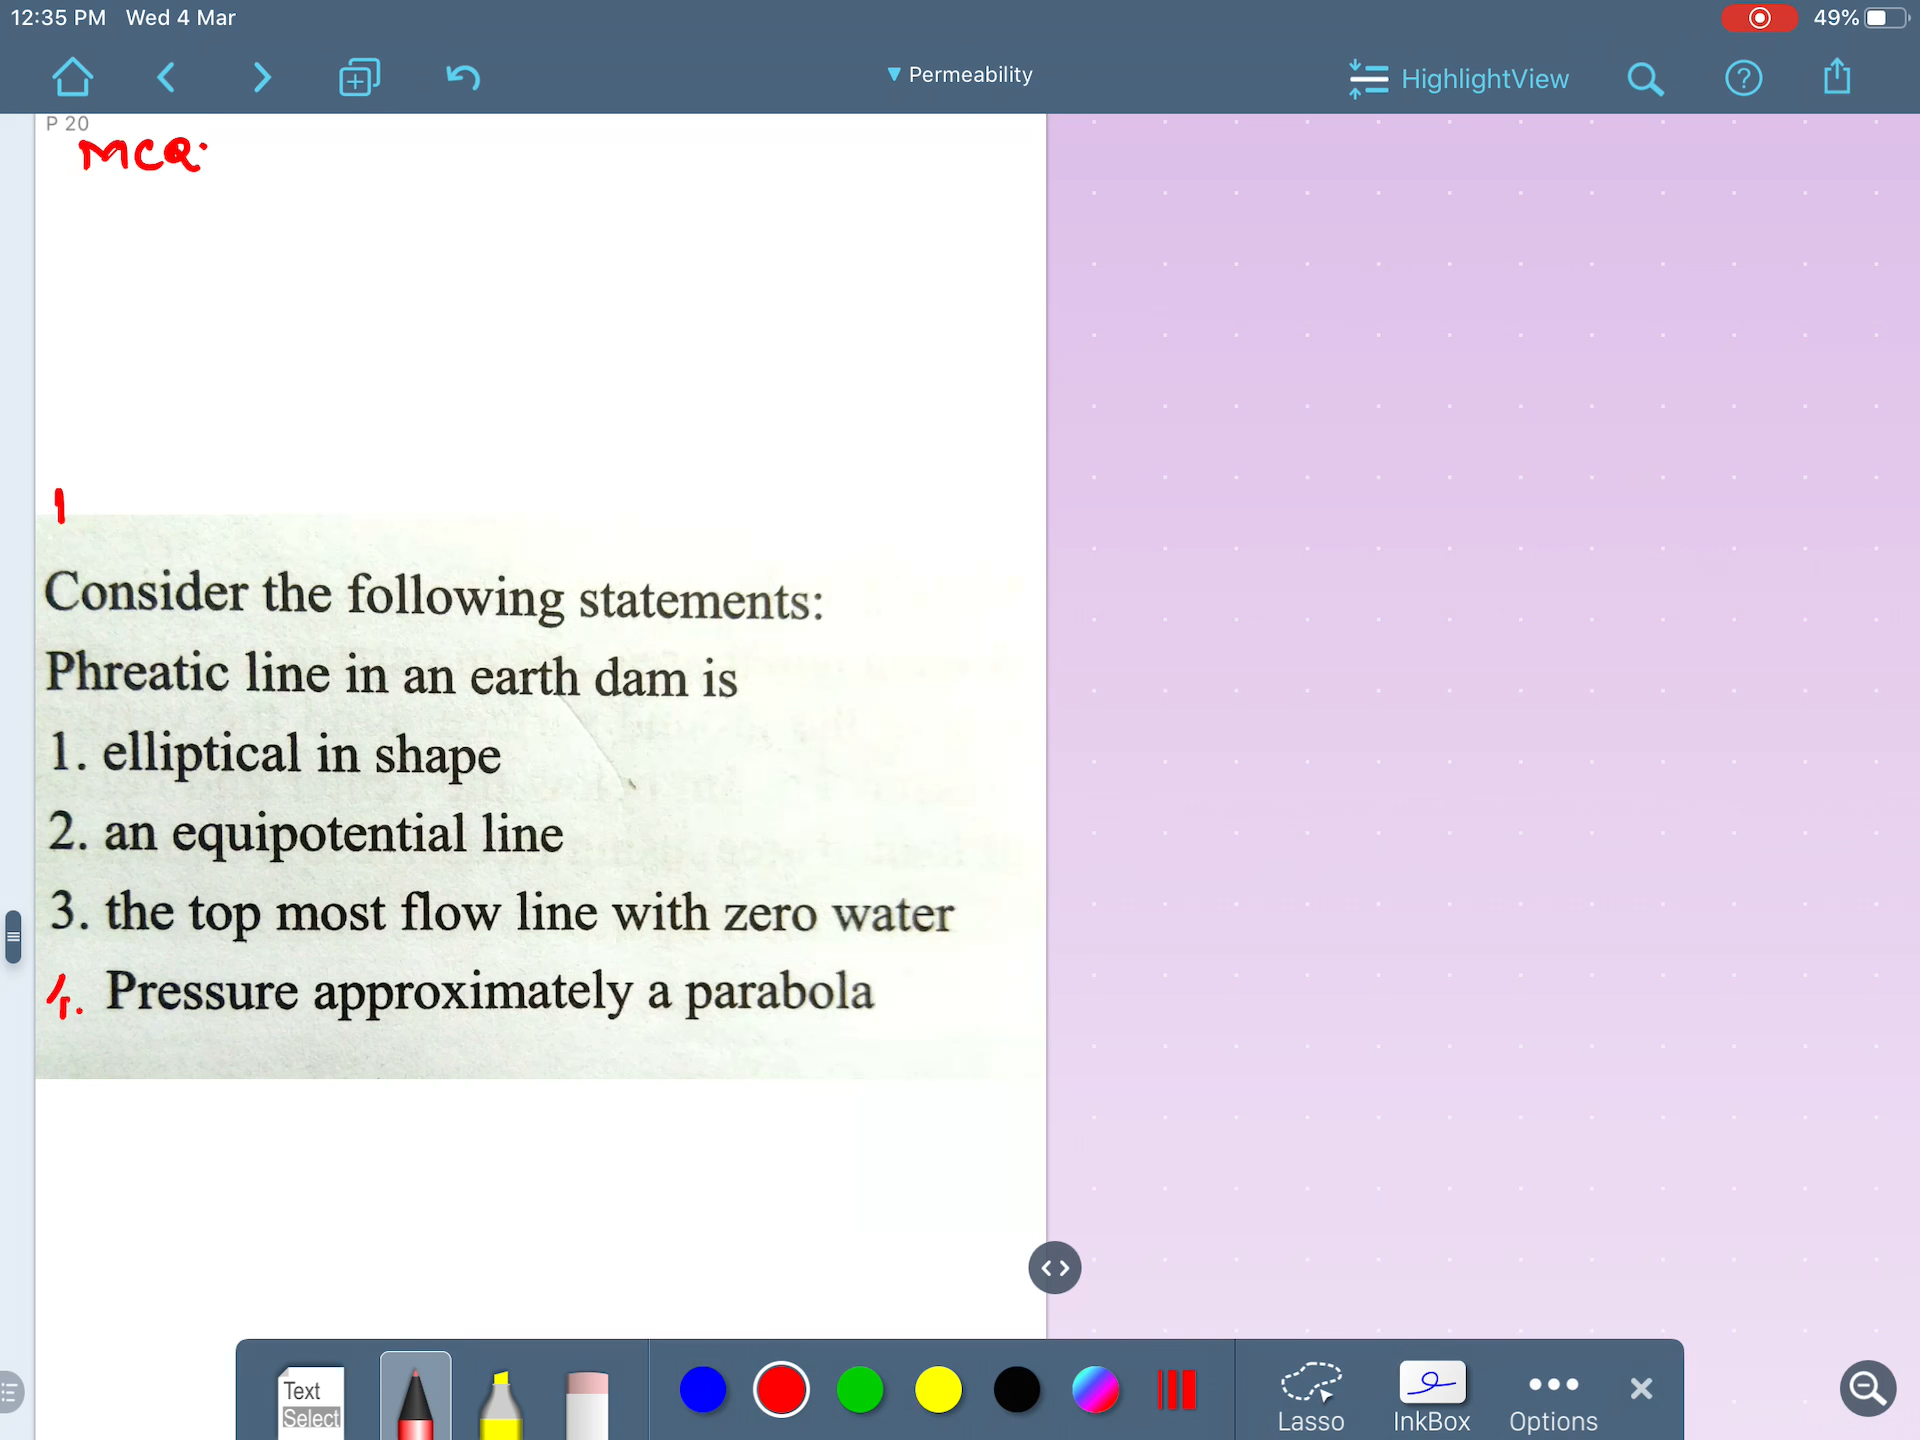 12:35 PM Wed 4 Mar
49%
▼ Permeability
HighlightView
P 20
MCQ.
1
Consider the following statements:
Phreatic line in an earth dam is
1. elliptical in shape
2. an equipotential line
3. the top most flow line with zero water
4. Pressure approximately a parabola
Text
Select
Lasso
InkBox
Options